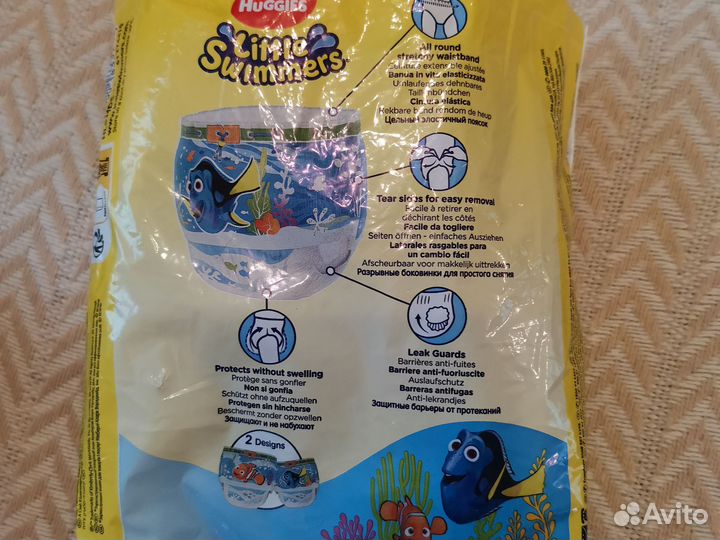 HUGGIES
Little
Swimmers
All round
stretchy waistband
Ceinture extensible ajustée
Banua in vita elasticizzata
Umlaufendes dehnbares
Taillenbündchen
Cintura elástica
Rekbare band rondom de heup
Цельный эластичный поясок
Tear sides for easy removal
Facile à retirer en
déchirant les côtés
Facile da togliere
Seiten öffnen - einfaches Ausziehen
Laterales rasgables para
un cambio fácil
Afscheurbaar voor makkelijk uittrekken
Разрывные боковинки для простого снятия
Protects without swelling
Protège sans gonfler
Non si gonfia
Schützt ohne aufzuquellen
Protegen sin hincharse
Beschermt zonder opzwellen
Защищают и не набухают
2 Designs
Leak Guards
Barrières anti-fuites
Barriere anti-fuoriuscite
Auslaufschutz
Barreras antifugas
Anti-lekrandjes
Защитные барьеры от протеканий
Avito